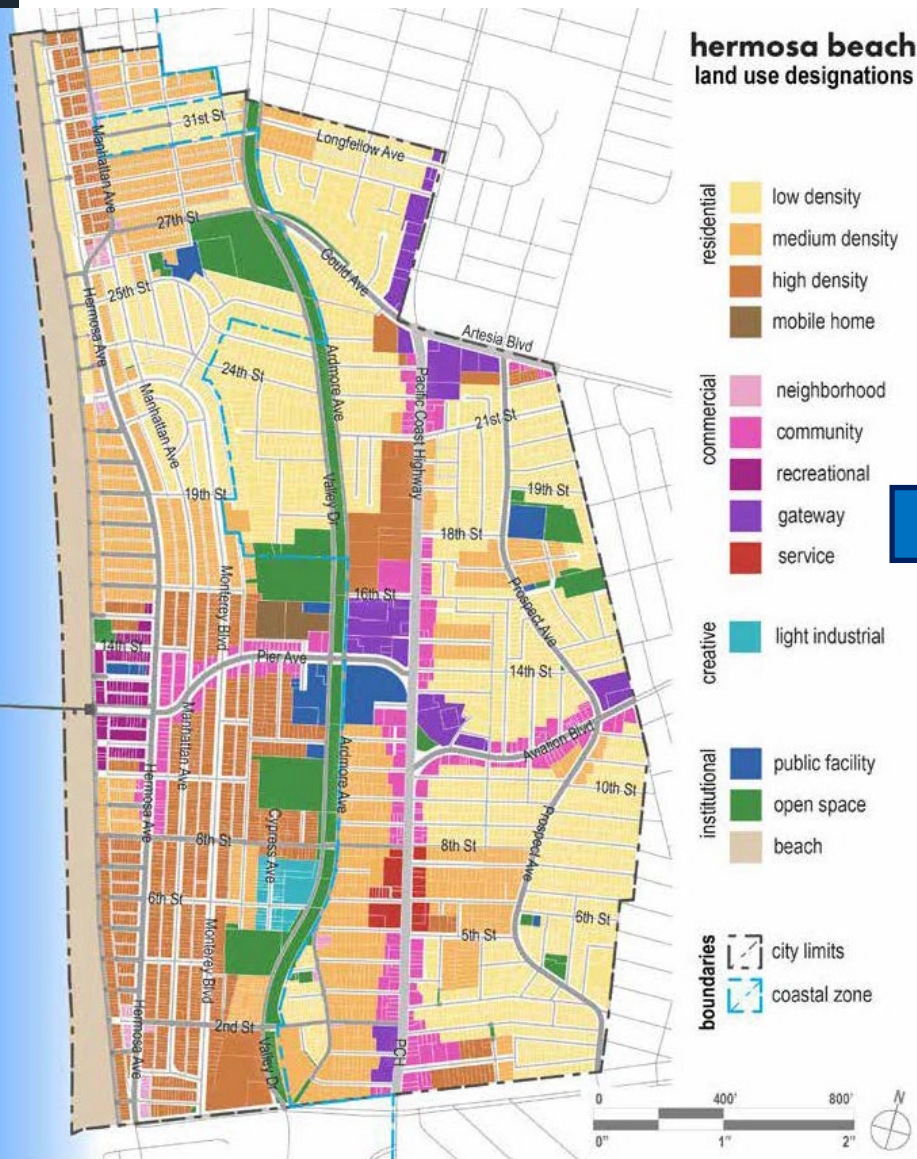 hermosa beach
land use designations
residential
low density
medium density
high density
mobile home
commercial
neighborhood
community
recreational
gateway
service
creative
light industrial
institutional
public facility
open space
beach
boundaries
city limits
coastal zone
0 400' 800'
0" 1" 2"
N
31st St
Longfellow Ave
Manhattan Ave
27th St
Gould Ave
25th St
Hermosa Ave
Artesia Blvd
24th St
Ardmore Ave
Pacific Coast Highway
Manhattan Ave
21st St
19th St
Valley Dr
19th St
18th St
Monterey Blvd
16th St
Prospect Ave
14th St
Pier Ave
14th St
Manhattan Ave
Aviation Blvd
Hermosa Ave
Ardmore Ave
10th St
Cypress Ave
Prospect Ave
8th St
8th St
6th St
6th St
Monterey Blvd
5th St
Hermosa Ave
2nd St
Valley Dr
PCH